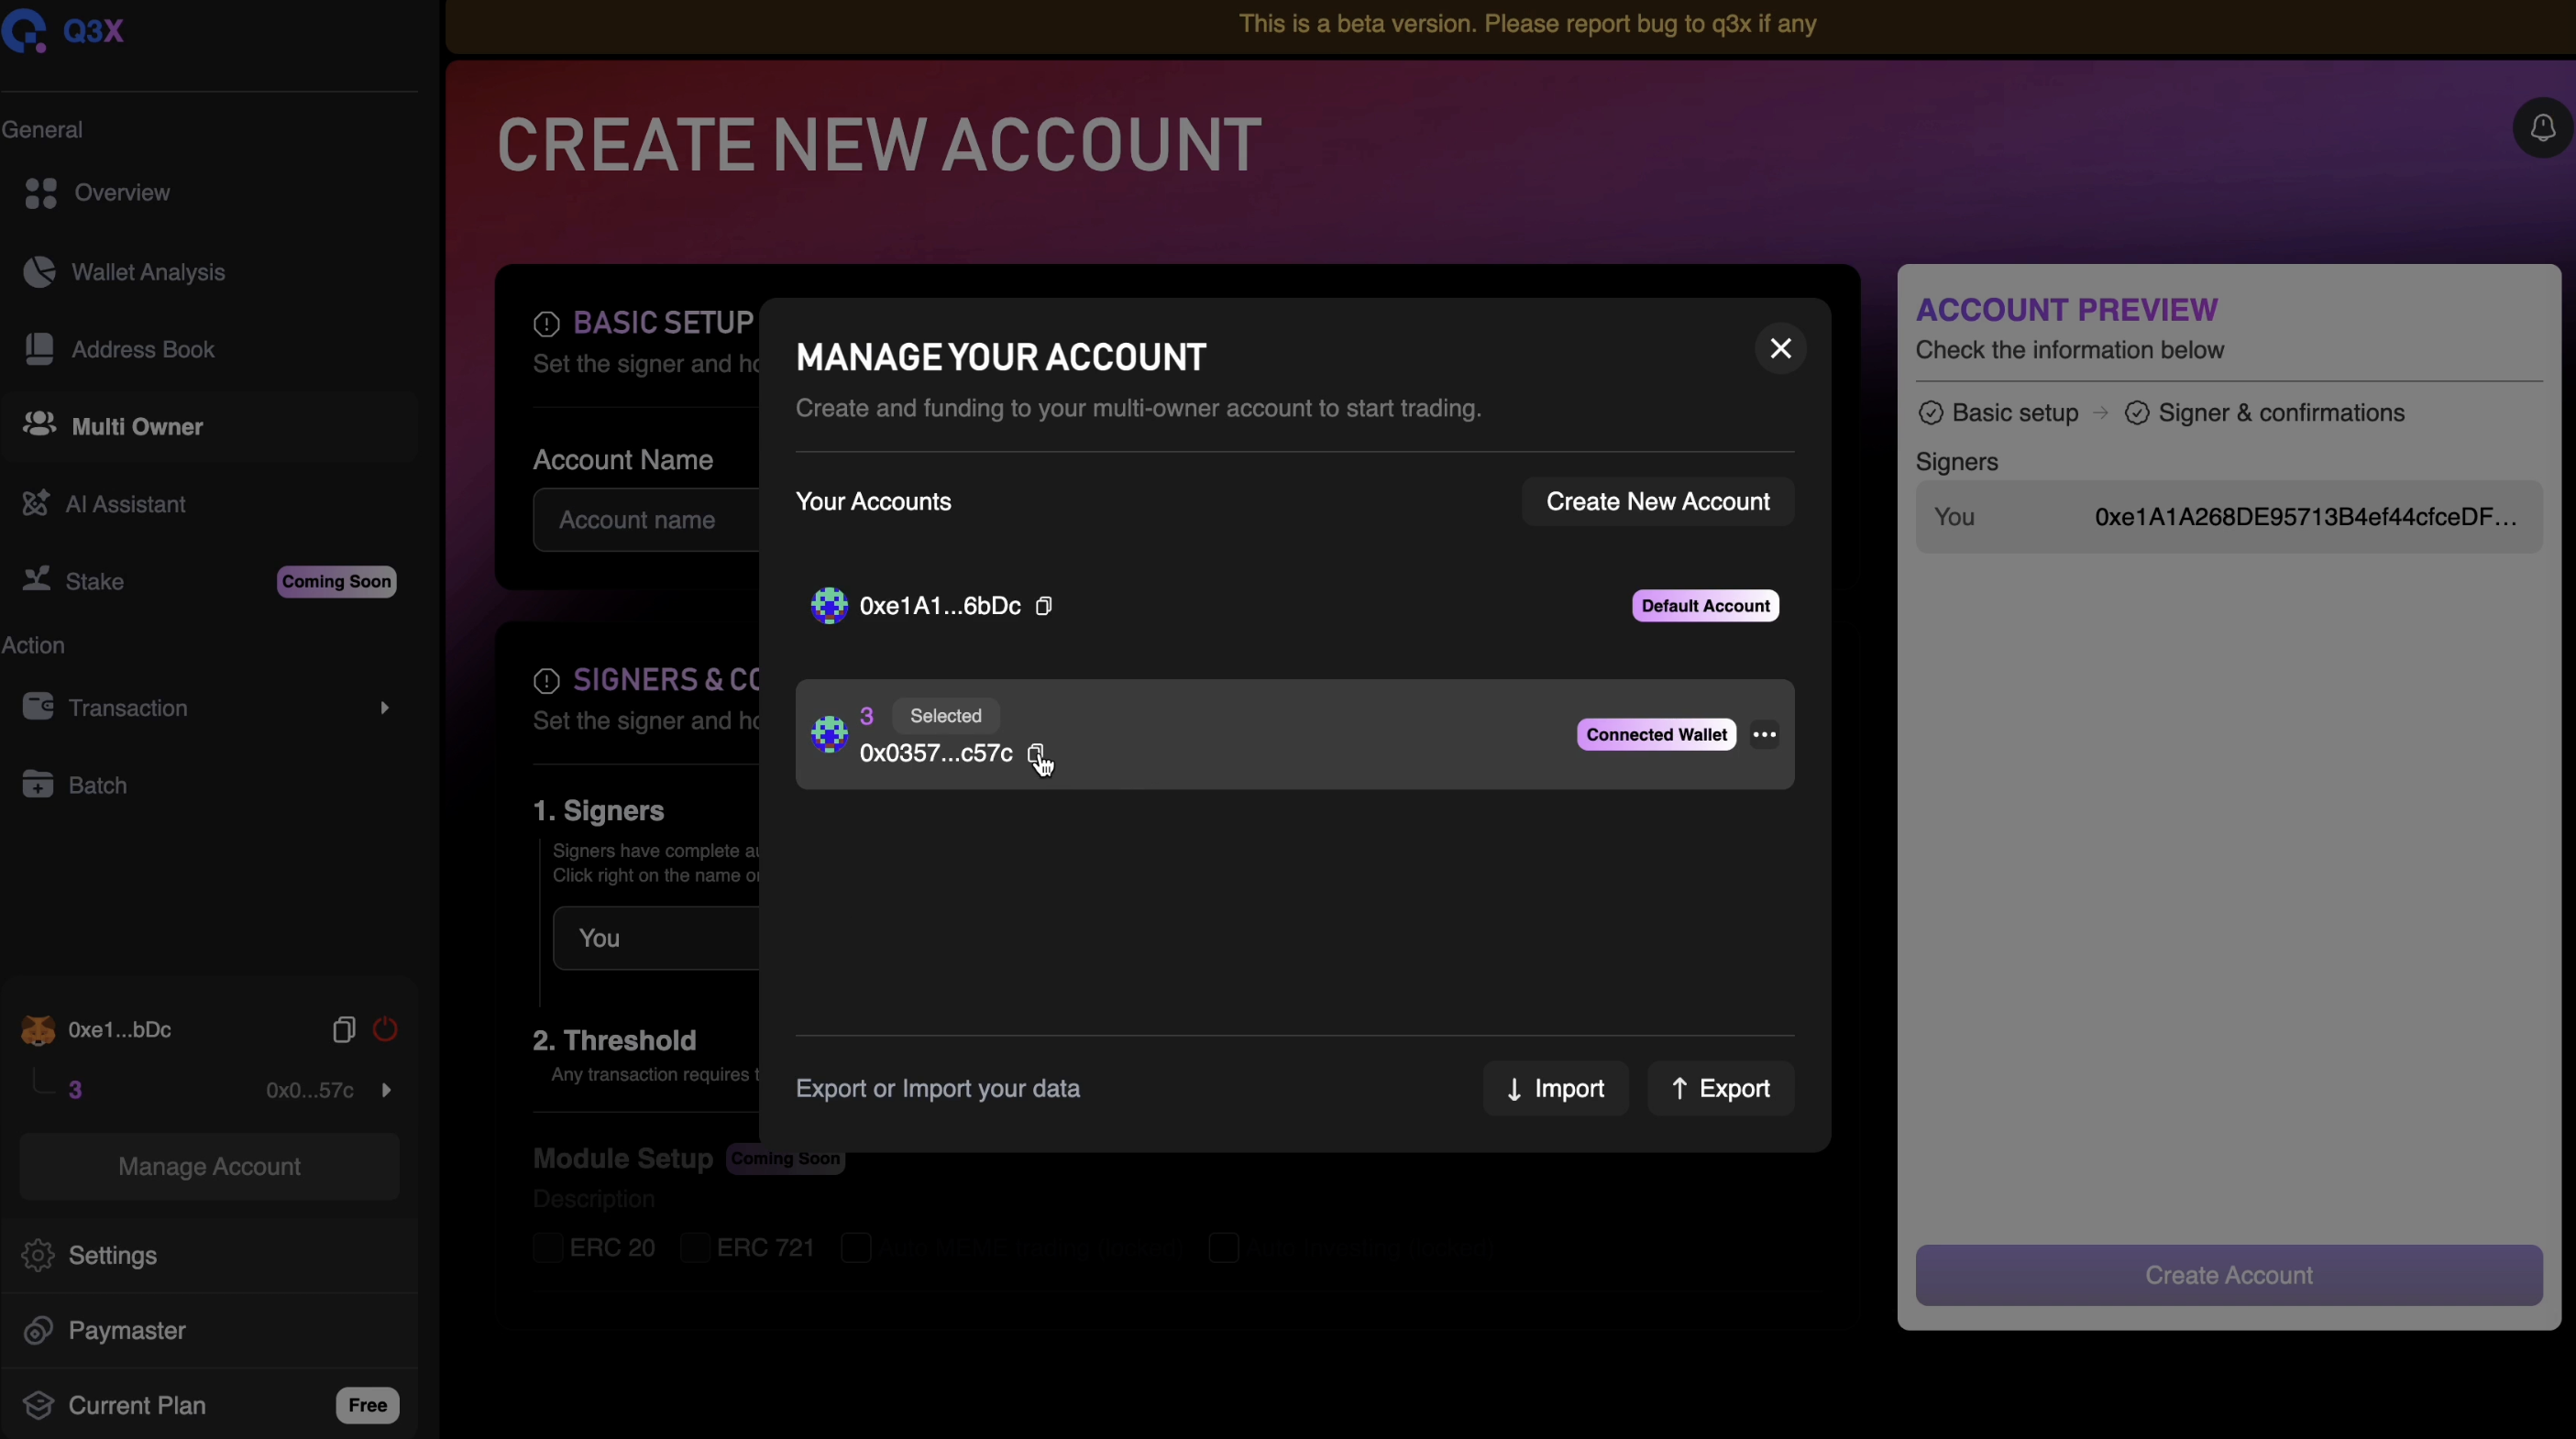 Q3X
This is a beta version. Please report bug to q3x if any
General
Overview
Wallet Analysis
Address Book
Multi Owner
AI Assistant
Stake Coming Soon
Action
Transaction
Batch
0xe1...bDc
3 0x0...57c
Manage Account
Settings
Paymaster
Current Plan Free
CREATE NEW ACCOUNT
BASIC SETUP
Set the signer and
Account Name
Account name
SIGNERS &
Set the signer and
1. Signers
Signers have complete
Click right on the name
You
2. Threshold
Any transaction requires
Module Setup Coming Soon
Description
ERC 20 ERC 721
MANAGE YOUR ACCOUNT
Create and funding to your multi-owner account to start trading.
Your Accounts Create New Account
0xe1A1...6bDc Default Account
3 Selected
0x0357...c57c Connected Wallet
Export or Import your data Import Export
ACCOUNT PREVIEW
Check the information below
Basic setup → Signer & confirmations
Signers
You 0xe1A1A268DE95713B4ef44cfceDF...
Create Account